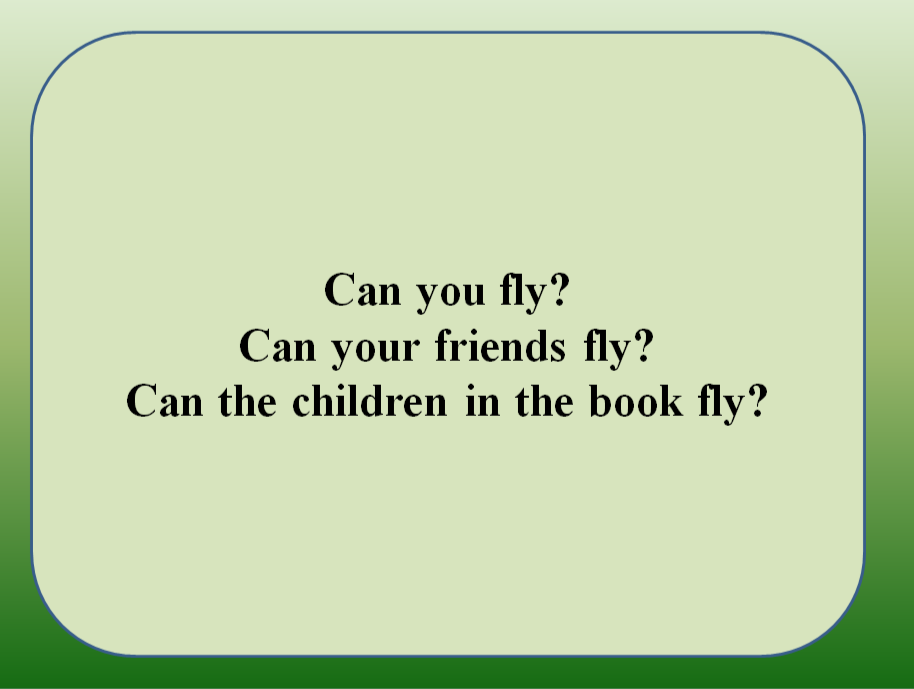 Can you fly?
Can your friends fly?
Can the children in the book fly?